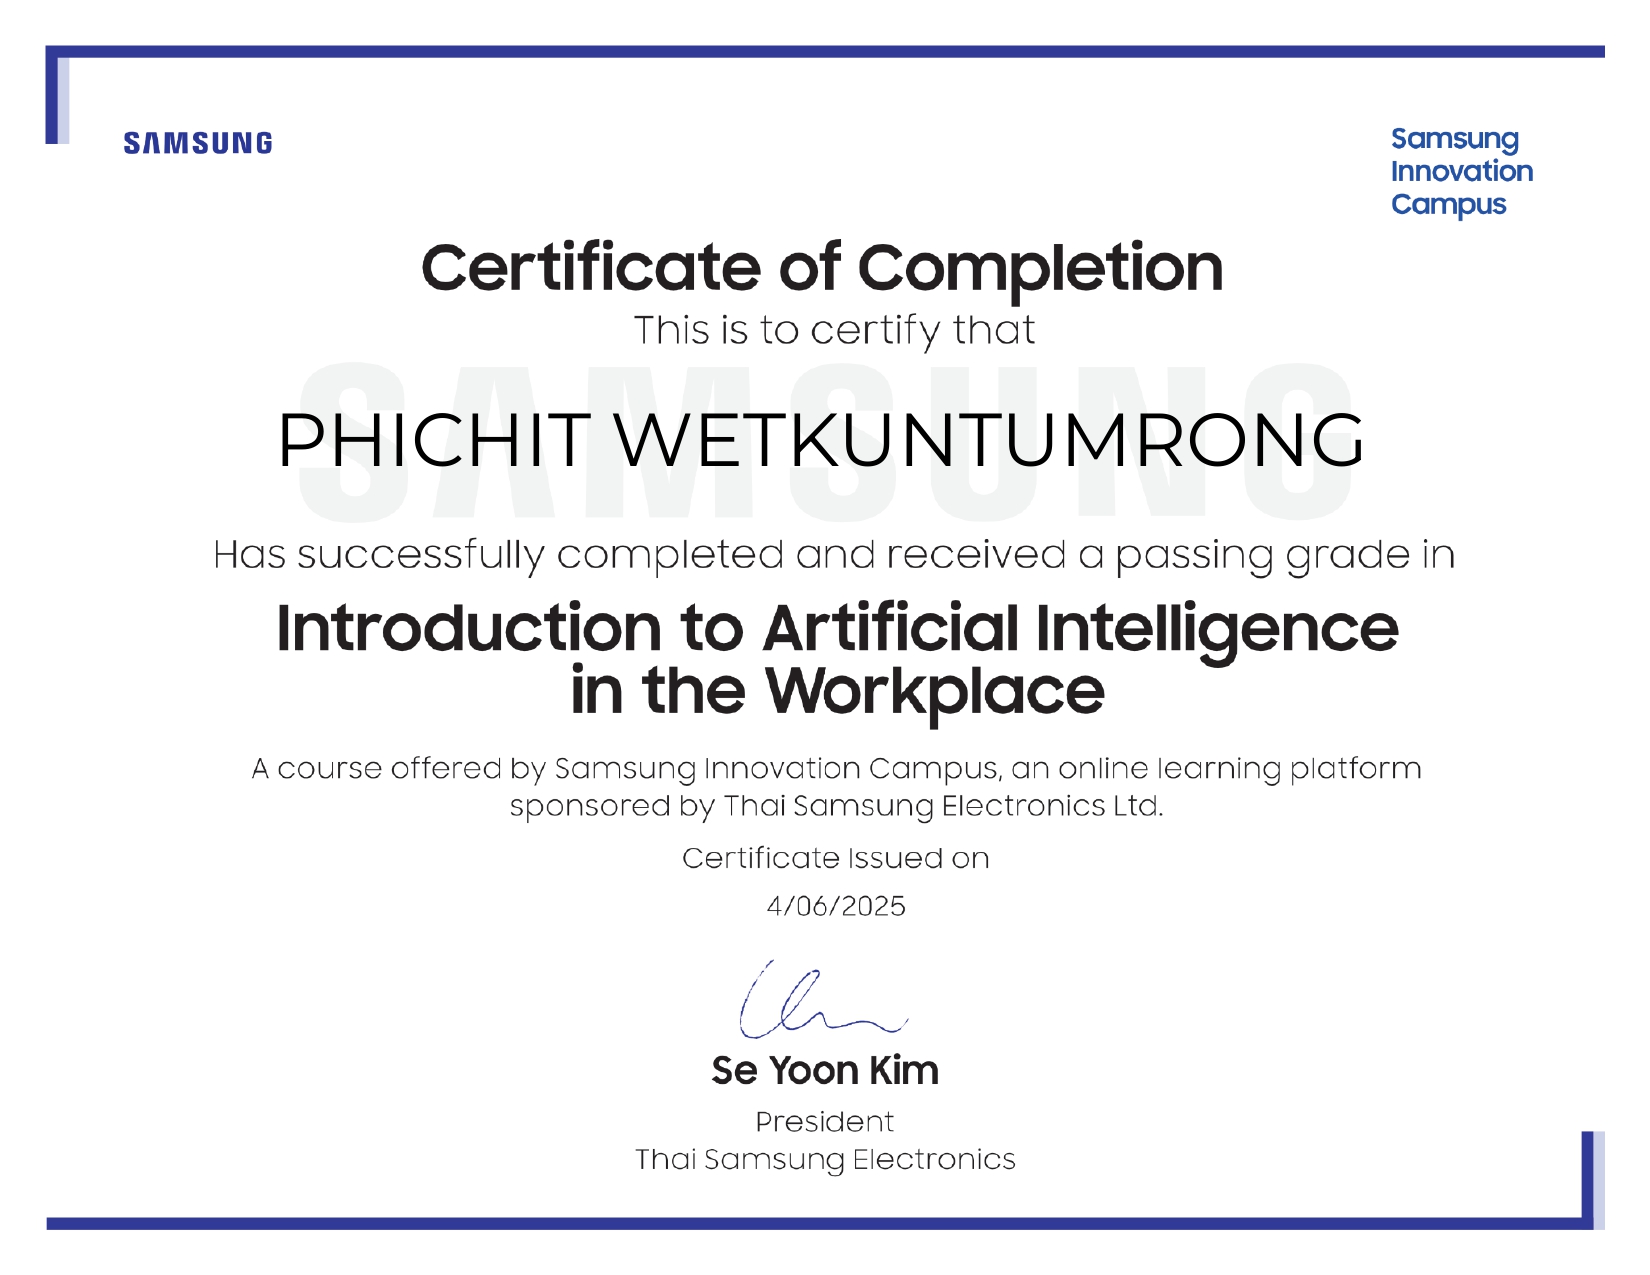 SAMSUNG
Samsung
Innovation
Campus
Certificate of Completion
This is to certify that
SAMSUNG
PHICHIT WETKUNTUMRONG
Has successfully completed and received a passing grade in
Introduction to Artificial Intelligence
in the Workplace
A course offered by Samsung Innovation Campus, an online learning platform
sponsored by Thai Samsung Electronics Ltd.
Certificate Issued on
4/06/2025
Se Yoon Kim
President
Thai Samsung Electronics